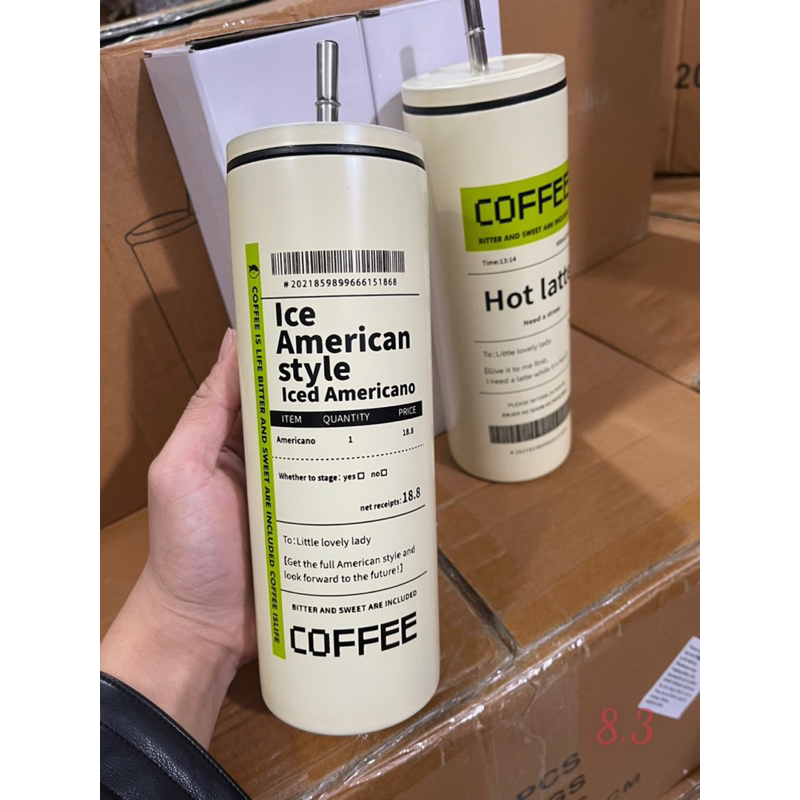 #2021859899666151868
Ice
American
style
Iced Americano
ITEM QUANTITY PRICE
Americano 1 18.8
Whether to stage: yes□ no□
net receipts:18.8
To:Little lovely lady
[Get the full American style and
look forward to the future!]
BITTER AND SWEET ARE INCLUDED
COFFEE
COFFEE IS LIFE BITTER AND SWEET ARE INCLUDED COFFEE ISLIFE
COFFEE
BITTER AND SWEET ARE INCLUDE
Time:13:14
Hot latte
Need a straw
To:Little lovely lady
[Give it to me first,
I need a latte while it's
8.3
PCS